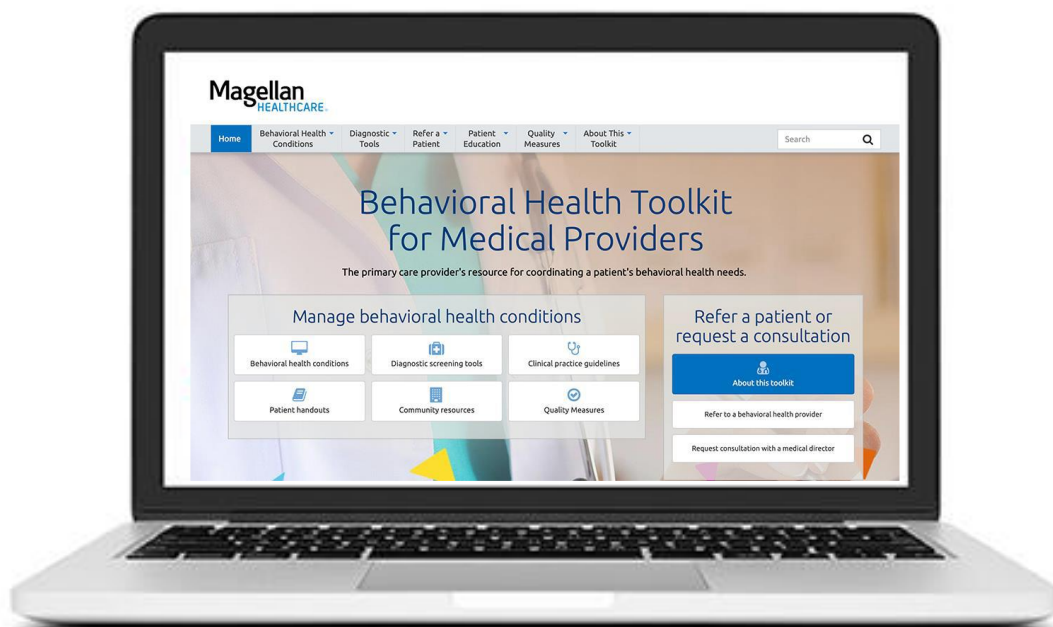 Magellan
HEALTHCARE
Home
Behavioral Health
Conditions
Diagnostic
Tools
Refer a
Patient
Patient
Education
Quality
Measures
About This
Toolkit
Search
Behavioral Health Toolkit
for Medical Providers
The primary care provider's resource for coordinating a patient's behavioral health needs.
Manage behavioral health conditions
Behavioral health conditions
Diagnostic screening tools
Clinical practice guidelines
Patient handouts
Community resources
Quality Measures
Refer a patient or
request a consultation
About this toolkit
Refer to a behavioral health provider
Request consultation with a medical director